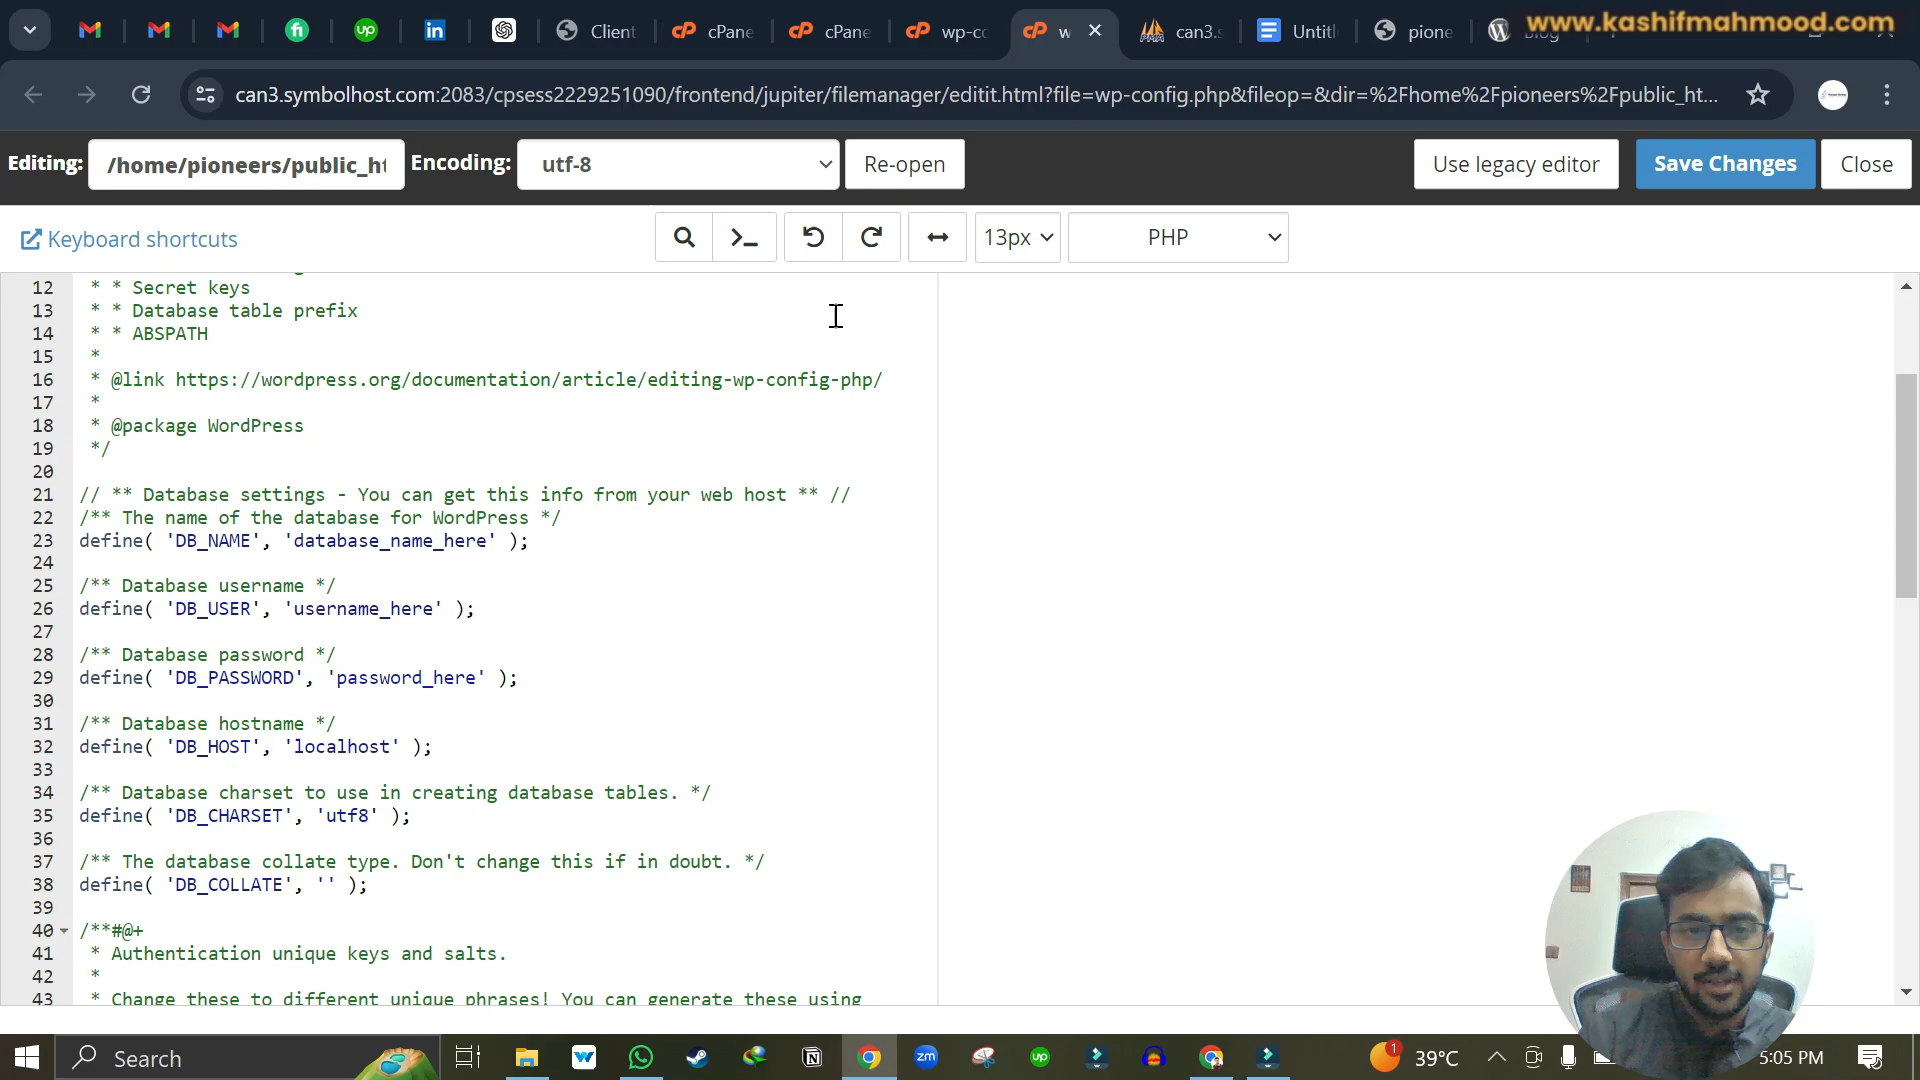 Client
cPane
cPane
wp-cc
w
can3.s
Untitl
pione
www.kashifmahmood.com
can3.symbolhost.com:2083/cpsess2229251090/frontend/jupiter/filemanager/editit.html?file=wp-config.php&fileop=&dir=%2Fhome%2Fpioneers%2Fpublic_ht...
Editing: /home/pioneers/public_ht Encoding: utf-8 Re-open Use legacy editor Save Changes Close
Keyboard shortcuts 13px PHP
12 * * Secret keys
13 * * Database table prefix
14 * * ABSPATH
15 *
16 * @link https://wordpress.org/documentation/article/editing-wp-config-php/
17 *
18 * @package WordPress
19 */
20
21 // ** Database settings - You can get this info from your web host ** //
22 /** The name of the database for WordPress */
23 define( 'DB_NAME', 'database_name_here' );
24
25 /** Database username */
26 define( 'DB_USER', 'username_here' );
27
28 /** Database password */
29 define( 'DB_PASSWORD', 'password_here' );
30
31 /** Database hostname */
32 define( 'DB_HOST', 'localhost' );
33
34 /** Database charset to use in creating database tables. */
35 define( 'DB_CHARSET', 'utf8' );
36
37 /** The database collate type. Don't change this if in doubt. */
38 define( 'DB_COLLATE', '' );
39
40 /**#@+
41 * Authentication unique keys and salts.
42 *
43 * Change these to different unique phrases! You can generate these using
Search 1 39°C 5:05 PM